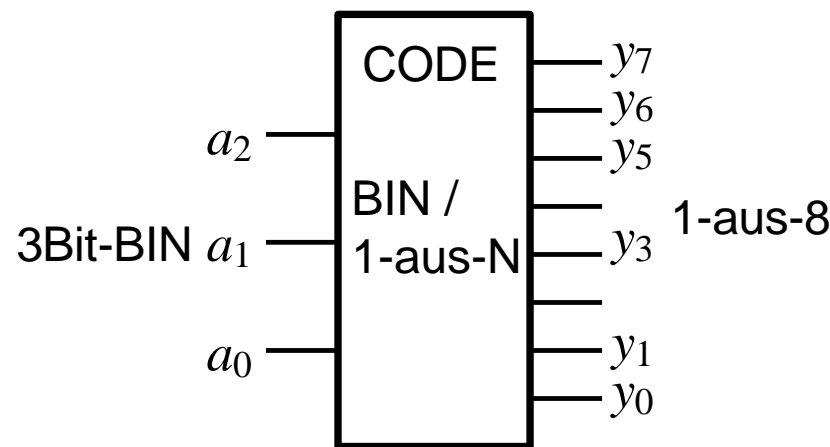 CODE
y7
y6
a2
y5
BIN /
1-aus-8
3Bit-BIN a1
1-aus-N
y3
a0
y1
y0